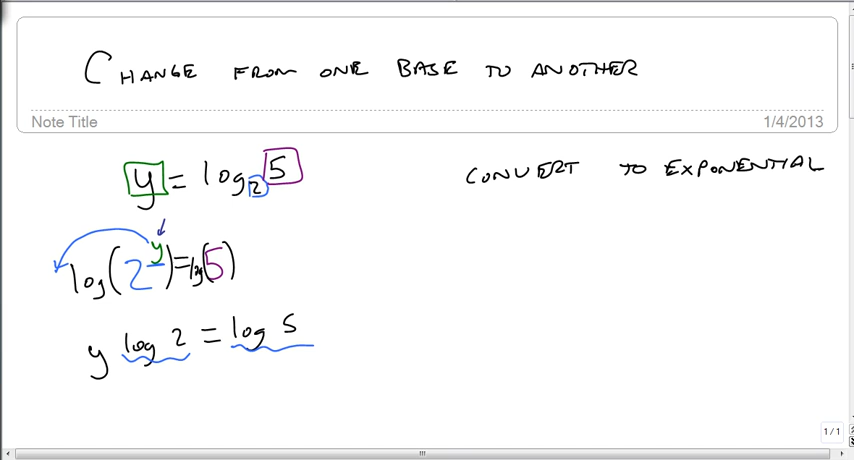 CHANGE FROM ONE BASE TO ANOTHER
Note Title 1/4/2013
y = log₂ 5 CONVERT TO EXPONENTIAL
log(2^y) = log(5)
y log 2 = log 5
1/1